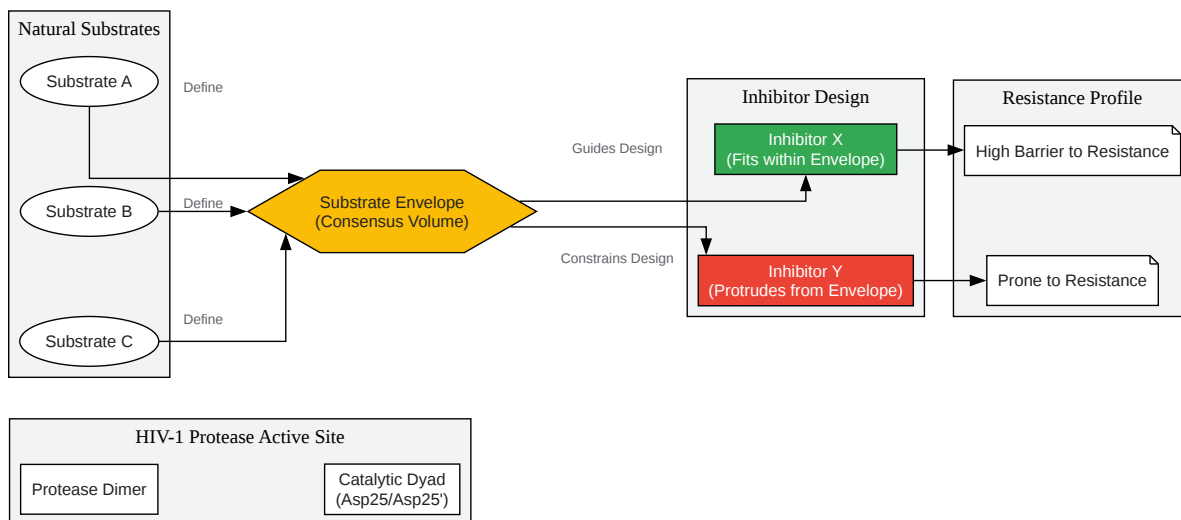 Natural Substrates
Substrate A
Define
Substrate B
Define
Substrate C
Define
Substrate Envelope
(Consensus Volume)
Guides Design
Constrains Design
Inhibitor Design
Inhibitor X
(Fits within Envelope)
Inhibitor Y
(Protrudes from Envelope)
Resistance Profile
High Barrier to Resistance
Prone to Resistance
HIV-1 Protease Active Site
Protease Dimer
Catalytic Dyad
(Asp25/Asp25')